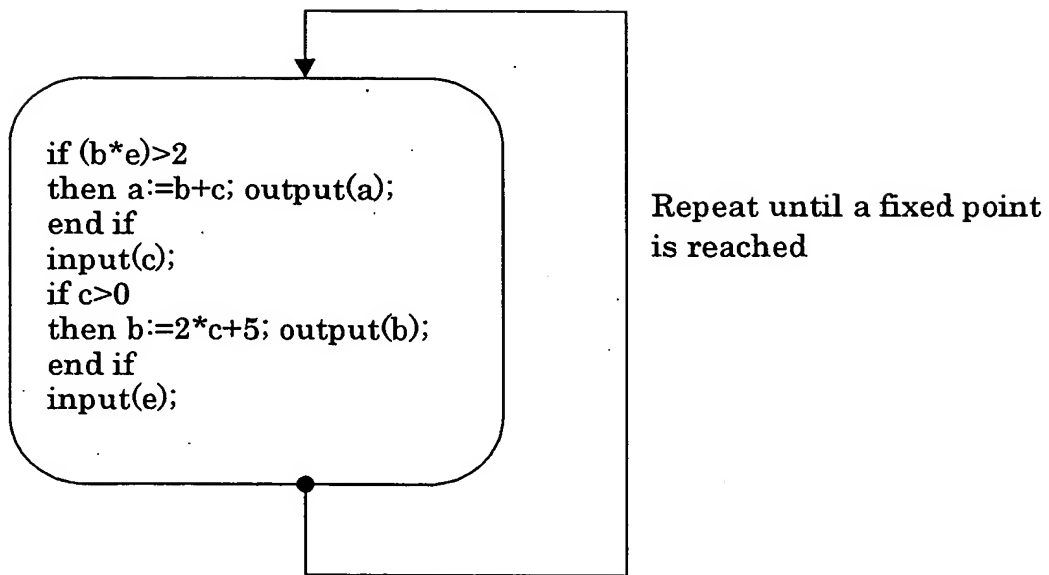 if (b*e)>2
then a:=b+c; output(a);
end if
input(c);
if c>0
then b:=2*c+5; output(b);
end if
input(e);
Repeat until a fixed point
is reached